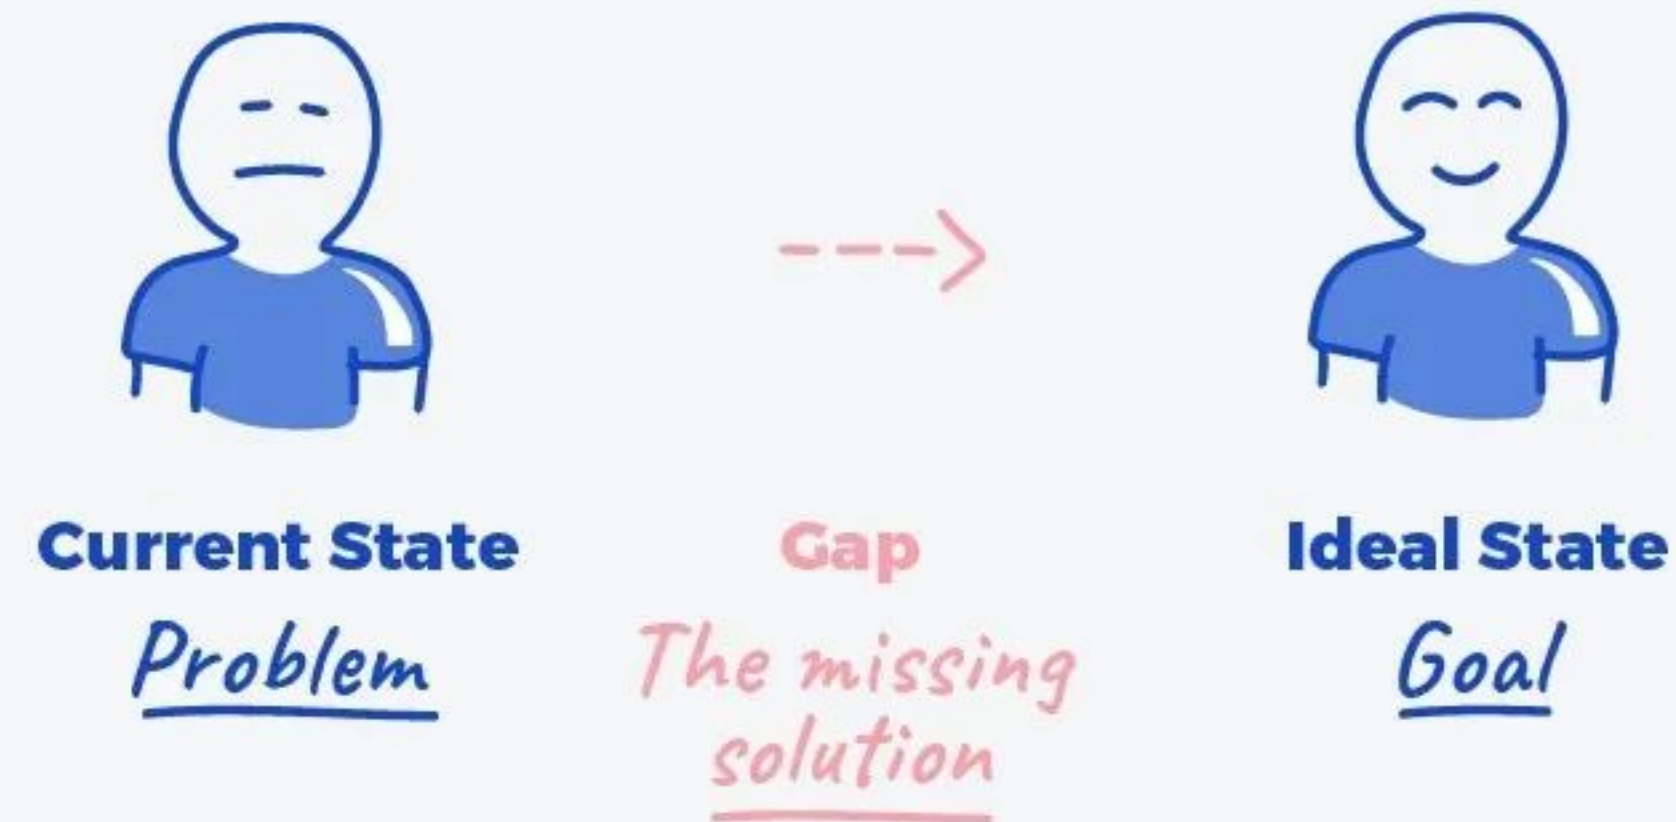 Current State
Problem
Gap
The missing
solution
Ideal State
Goal